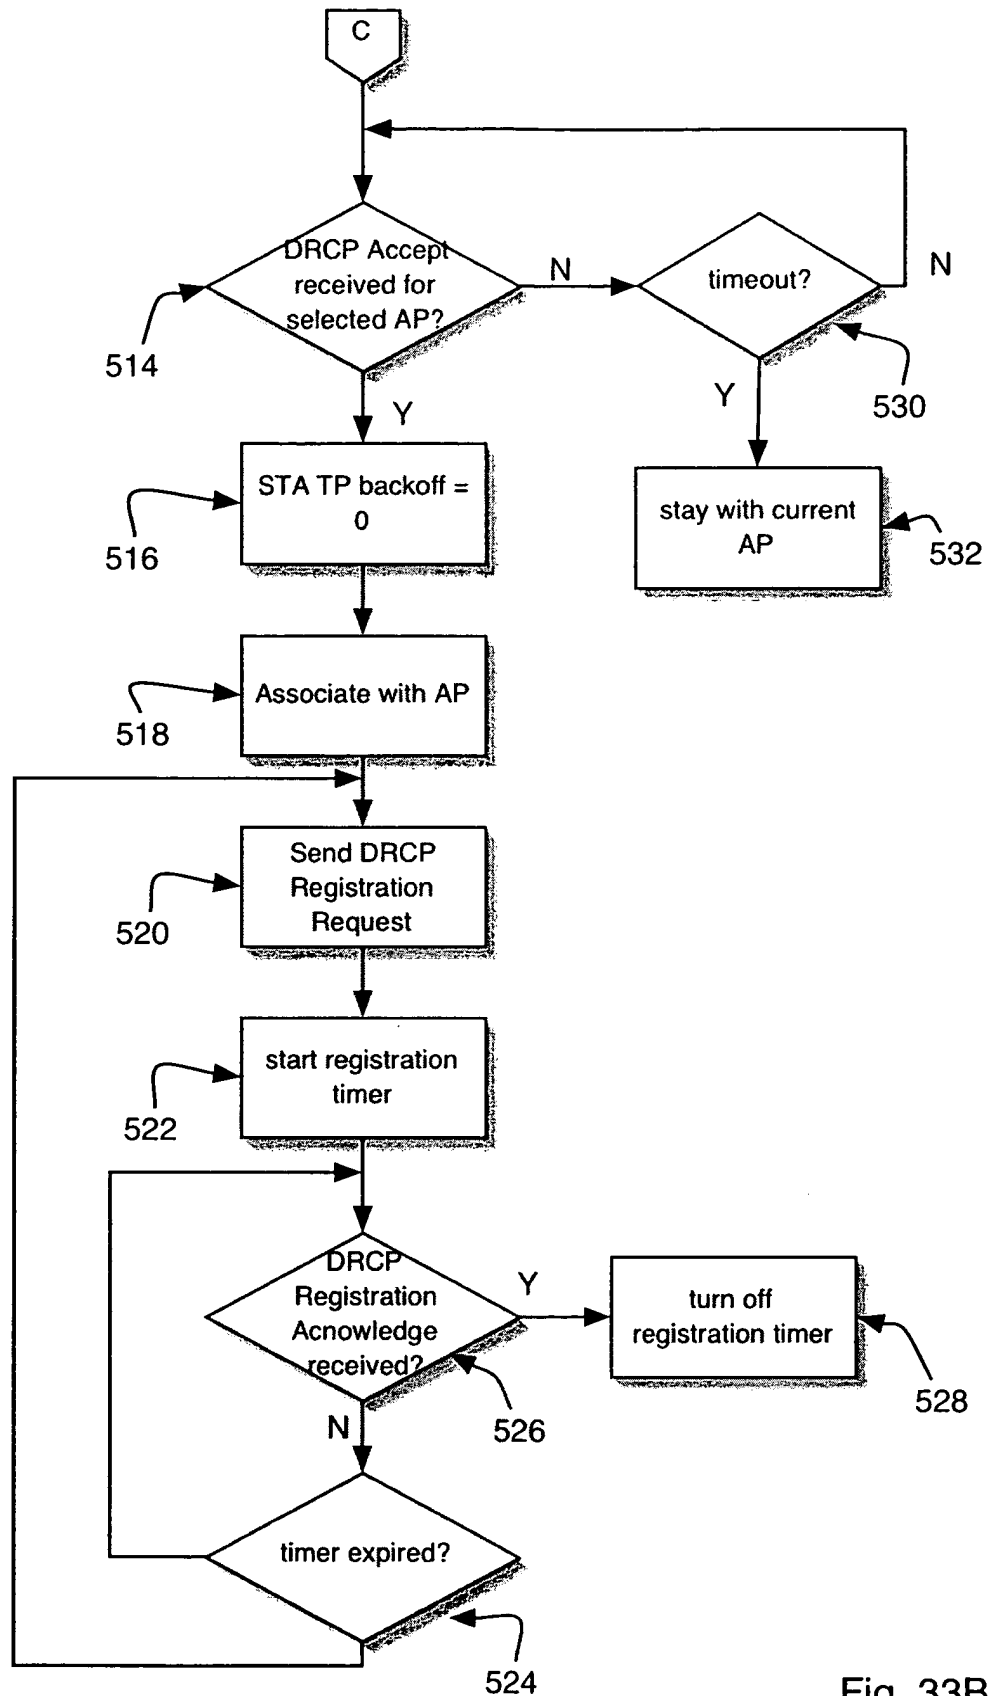 C
DRCP Accept
received for
selected AP?
N
timeout?
N
514
Y
Y
530
STA TP backoff =
0
516
stay with current
AP
532
Associate with AP
518
Send DRCP
Registration
Request
520
start registration
timer
522
DRCP
Registration
Acnowledge
received?
Y
turn off
registration timer
528
526
N
timer expired?
524
Fig. 33B